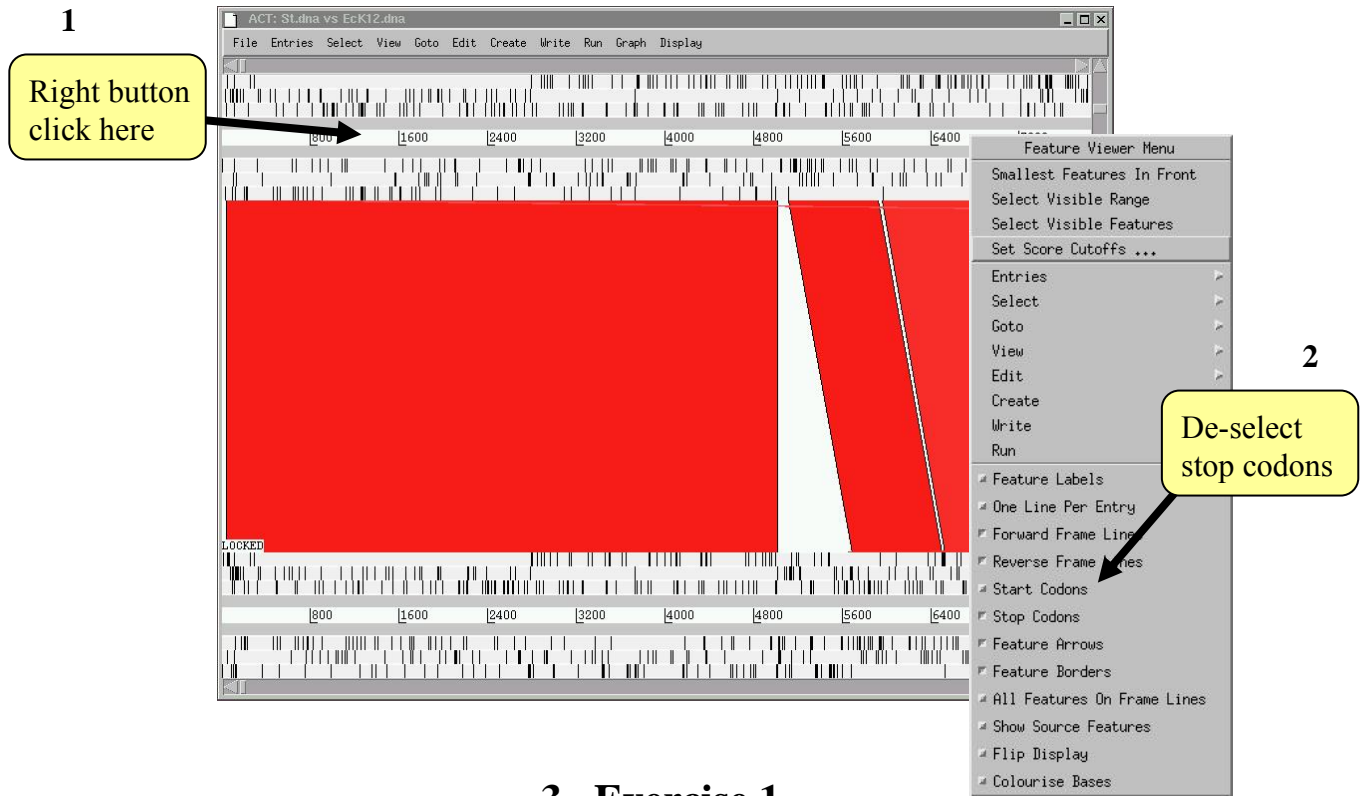 1
ACT: St.dna vs EcK12.dna
File Entries Select View Goto Edit Create Write Run Graph Display
Right button
click here
800 1600 2400 3200 4000 4800 5600 6400
Feature Viewer Menu
Smallest Features In Front
Select Visible Range
Select Visible Features
Set Score Cutoffs ...
Entries
Select
Goto
View
Edit
Create
Write
Run
2
De-select
stop codons
Feature Labels
One Line Per Entry
Forward Frame Lines
Reverse Frame Lines
Start Codons
Stop Codons
Feature Arrows
Feature Borders
All Features On Frame Lines
Show Source Features
Flip Display
Colourise Bases
LOCKED
800 1600 2400 3200 4000 4800 5600 6400
3. Exercise 1